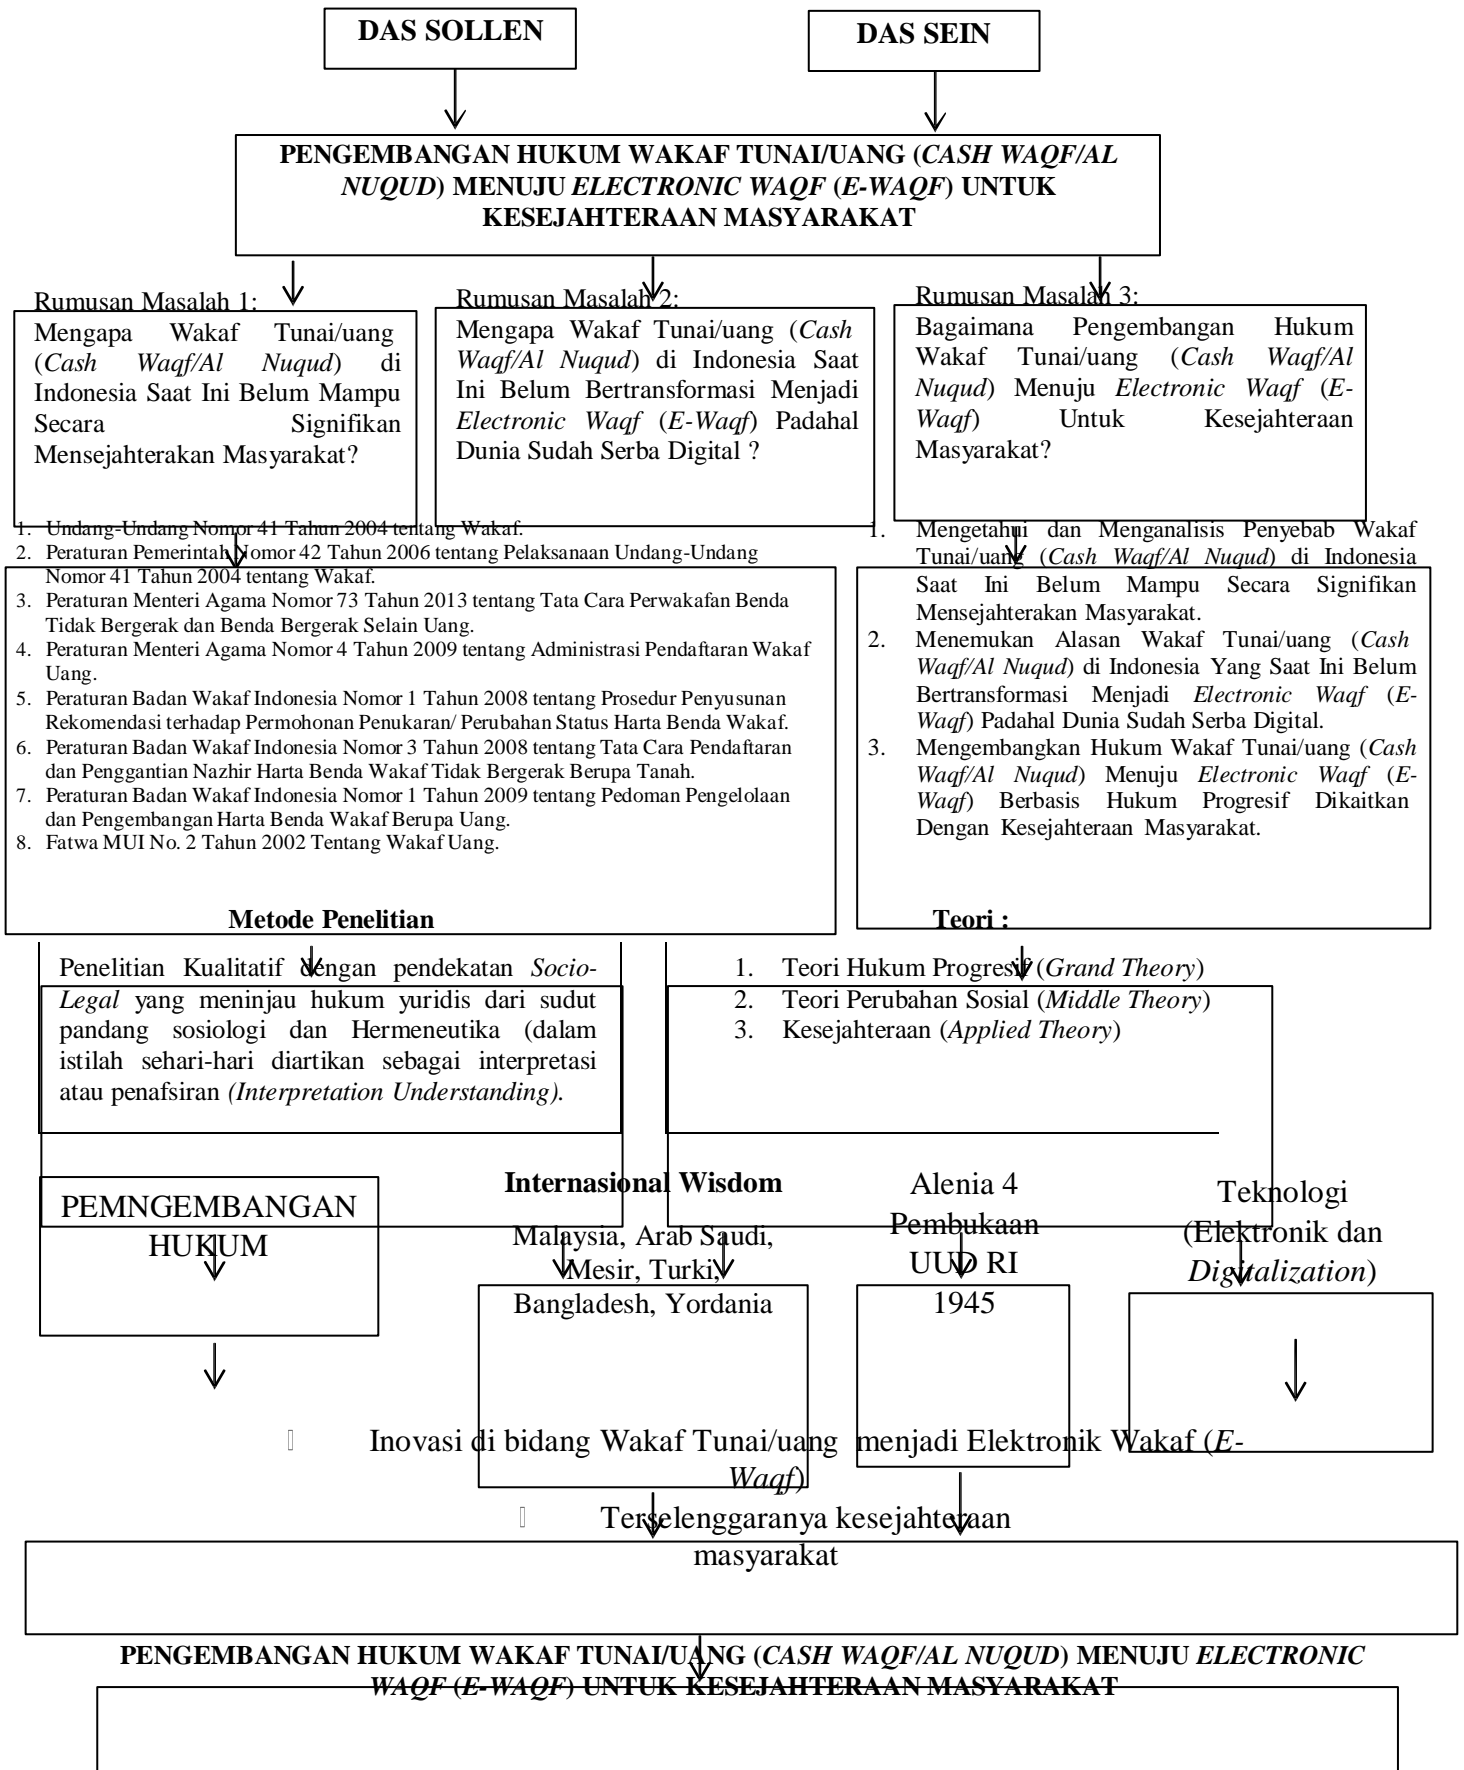 DAS SOLLEN
DAS SEIN
PENGEMBANGAN HUKUM WAKAF TUNAI/UANG (CASH WAQF/AL
NUQUD) MENUJU ELECTRONIC WAQF (E-WAQF) UNTUK
KESEJAHTERAAN MASYARAKAT
Rumusan Masalah 1:
Mengapa Wakaf Tunai/uang
(Cash Waqf/Al Nuqud) di
Indonesia Saat Ini Belum Mampu
Secara Signifikan
Mensejahterakan Masyarakat?
Rumusan Masalah 2:
Mengapa Wakaf Tunai/uang (Cash
Waqf/Al Nuqud) di Indonesia Saat
Ini Belum Bertransformasi Menjadi
Electronic Waqf (E-Waqf) Padahal
Dunia Sudah Serba Digital ?
Rumusan Masalah 3:
Bagaimana Pengembangan Hukum
Wakaf Tunai/uang (Cash Waqf/Al
Nuqud) Menuju Electronic Waqf (E-
Waqf) Untuk Kesejahteraan
Masyarakat?
1. Undang-Undang Nomor 41 Tahun 2004 tentang Wakaf.
2. Peraturan Pemerintah Nomor 42 Tahun 2006 tentang Pelaksanaan Undang-Undang
Nomor 41 Tahun 2004 tentang Wakaf.
3. Peraturan Menteri Agama Nomor 73 Tahun 2013 tentang Tata Cara Perwakafan Benda
Tidak Bergerak dan Benda Bergerak Selain Uang.
4. Peraturan Menteri Agama Nomor 4 Tahun 2009 tentang Administrasi Pendaftaran Wakaf
Uang.
5. Peraturan Badan Wakaf Indonesia Nomor 1 Tahun 2008 tentang Prosedur Penyusunan
Rekomendasi terhadap Permohonan Penukaran/ Perubahan Status Harta Benda Wakaf.
6. Peraturan Badan Wakaf Indonesia Nomor 3 Tahun 2008 tentang Tata Cara Pendaftaran
dan Penggantian Nazhir Harta Benda Wakaf Tidak Bergerak Berupa Tanah.
7. Peraturan Badan Wakaf Indonesia Nomor 1 Tahun 2009 tentang Pedoman Pengelolaan
dan Pengembangan Harta Benda Wakaf Berupa Uang.
8. Fatwa MUI No. 2 Tahun 2002 Tentang Wakaf Uang.
1. Mengetahui dan Menganalisis Penyebab Wakaf
Tunai/uang (Cash Waqf/Al Nuqud) di Indonesia
Saat Ini Belum Mampu Secara Signifikan
Mensejahterakan Masyarakat.
2. Menemukan Alasan Wakaf Tunai/uang (Cash
Waqf/Al Nuqud) di Indonesia Yang Saat Ini Belum
Bertransformasi Menjadi Electronic Waqf (E-
Waqf) Padahal Dunia Sudah Serba Digital.
3. Mengembangkan Hukum Wakaf Tunai/uang (Cash
Waqf/Al Nuqud) Menuju Electronic Waqf (E-
Waqf) Berbasis Hukum Progresif Dikaitkan
Dengan Kesejahteraan Masyarakat.
Metode Penelitian
Penelitian Kualitatif dengan pendekatan Socio-
Legal yang meninjau hukum yuridis dari sudut
pandang sosiologi dan Hermeneutika (dalam
istilah sehari-hari diartikan sebagai interpretasi
atau penafsiran (Interpretation Understanding).
Teori :
1. Teori Hukum Progresif (Grand Theory)
2. Teori Perubahan Sosial (Middle Theory)
3. Kesejahteraan (Applied Theory)
PEMNGEMBANGAN
HUKUM
Internasional Wisdom
Malaysia, Arab Saudi,
Mesir, Turki,
Bangladesh, Yordania
Alenia 4
Pembukaan
UUD RI
1945
Teknologi
(Elektronik dan
Digitalization)
Inovasi di bidang Wakaf Tunai/uang menjadi Elektronik Wakaf (E-
Waqf)
Terselenggaranya kesejahteraan
masyarakat
PENGEMBANGAN HUKUM WAKAF TUNAI/UANG (CASH WAQF/AL NUQUD) MENUJU ELECTRONIC
WAQF (E-WAQF) UNTUK KESEJAHTERAAN MASYARAKAT